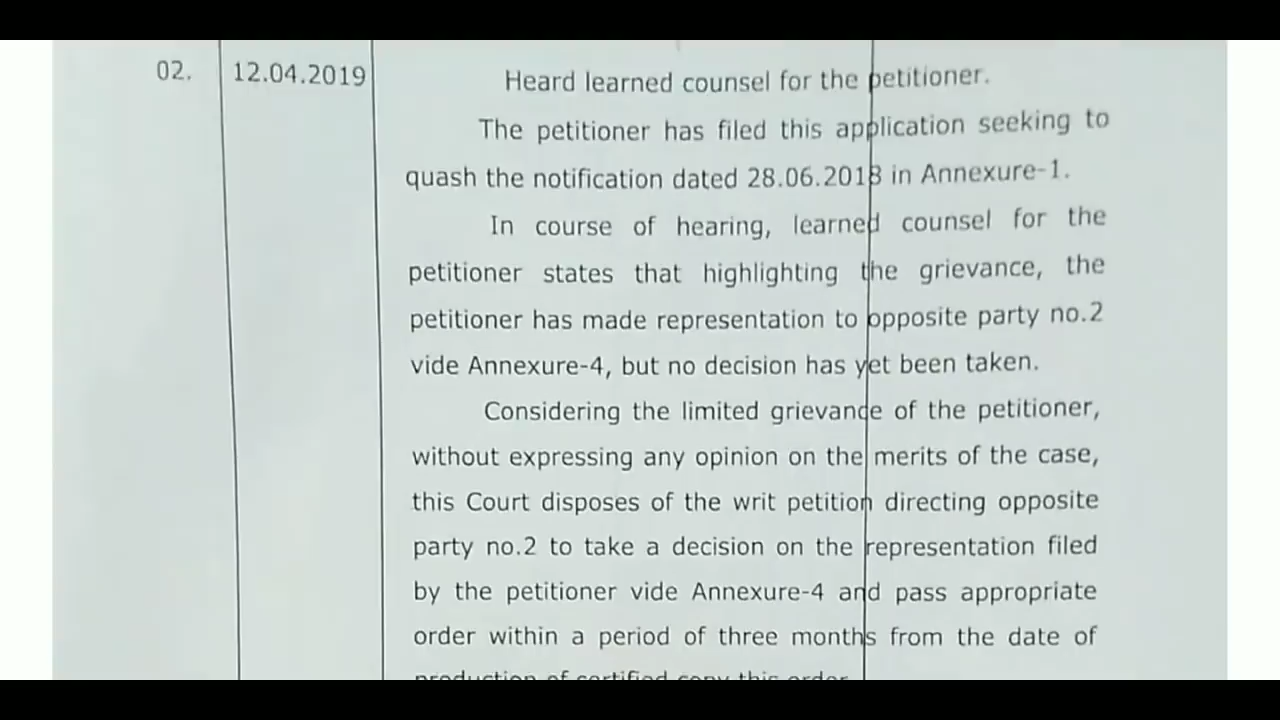 02. 12.04.2019 Heard learned counsel for the petitioner.
The petitioner has filed this application seeking to
quash the notification dated 28.06.2018 in Annexure-1.
In course of hearing, learned counsel for the
petitioner states that highlighting the grievance, the
petitioner has made representation to opposite party no.2
vide Annexure-4, but no decision has yet been taken.
Considering the limited grievance of the petitioner,
without expressing any opinion on the merits of the case,
this Court disposes of the writ petition directing opposite
party no.2 to take a decision on the representation filed
by the petitioner vide Annexure-4 and pass appropriate
order within a period of three months from the date of
production of certified copy this order.